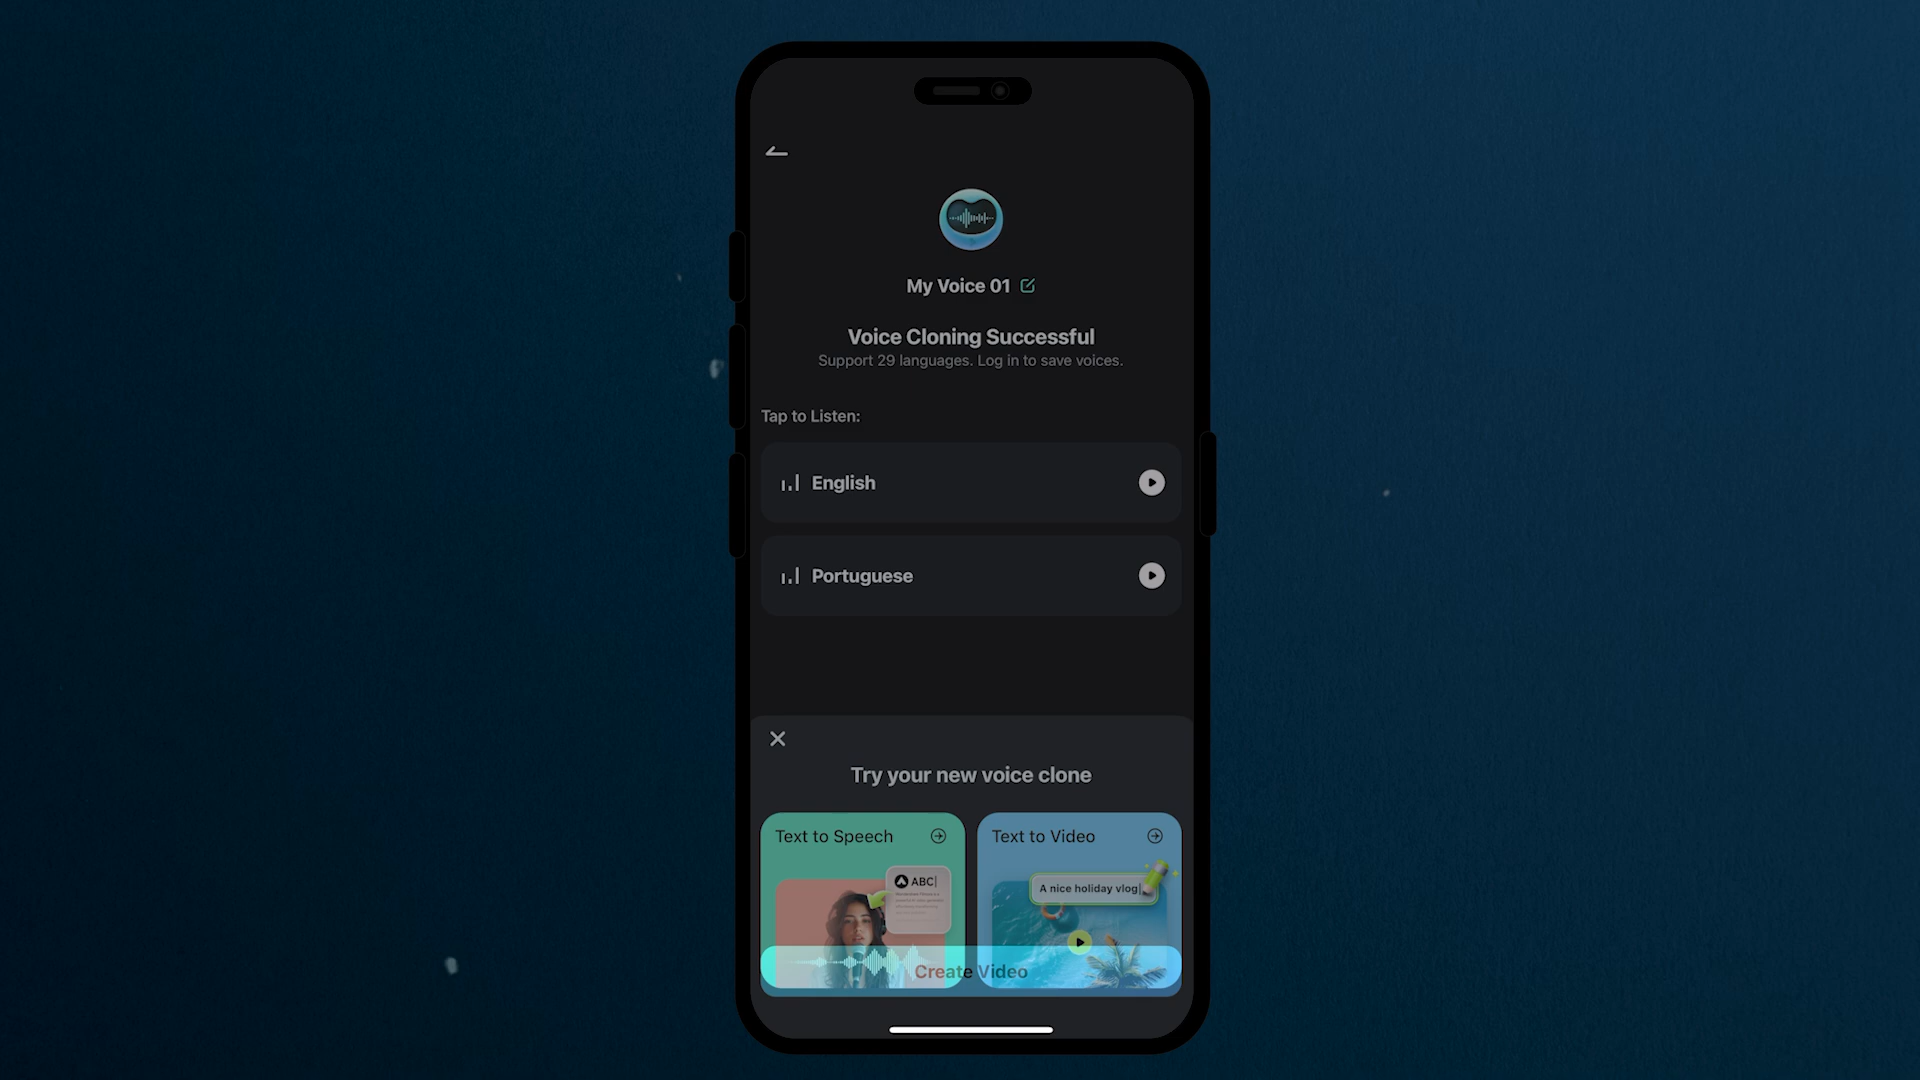 My Voice 01
Voice Cloning Successful
Support 29 languages. Log in to save voices.
Tap to Listen:
English
Portuguese
Try your new voice clone
Text to Speech
Text to Video
ABC
A nice holiday vlog
Create Video